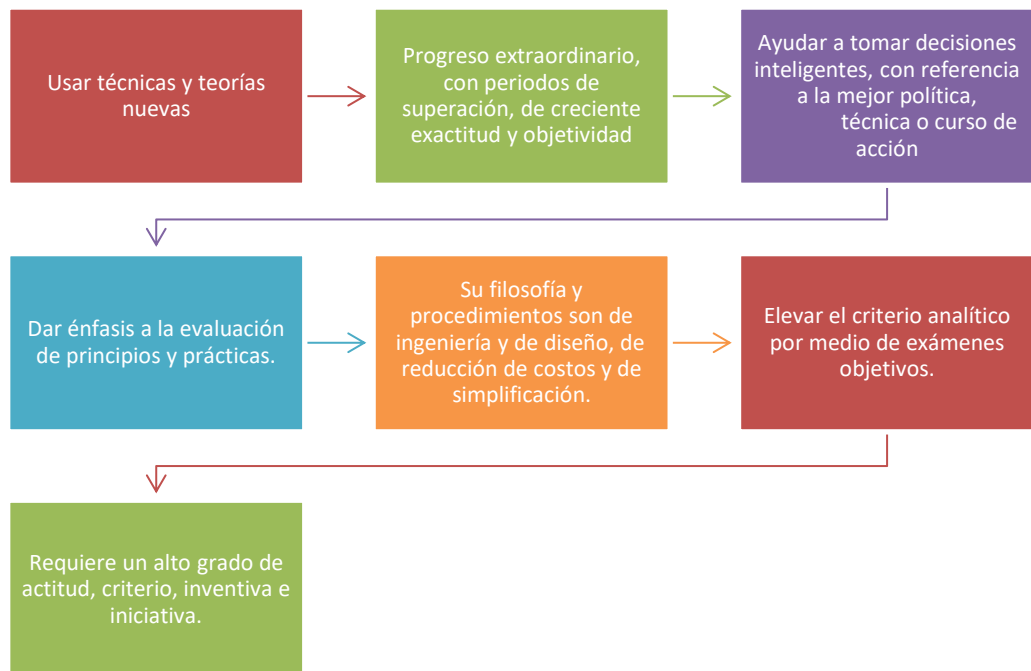 Usar técnicas y teorías
nuevas
Progreso extraordinario,
con periodos de
superación, de creciente
exactitud y objetividad
Ayudar a tomar decisiones
inteligentes, con referencia
a la mejor política,
técnica o curso de
acción
Dar énfasis a la evaluación
de principios y prácticas.
Su filosofía y
procedimientos son de
ingeniería y de diseño, de
reducción de costos y de
simplificación.
Elevar el criterio analítico
por medio de exámenes
objetivos.
Requiere un alto grado de
actitud, criterio, inventiva e
iniciativa.